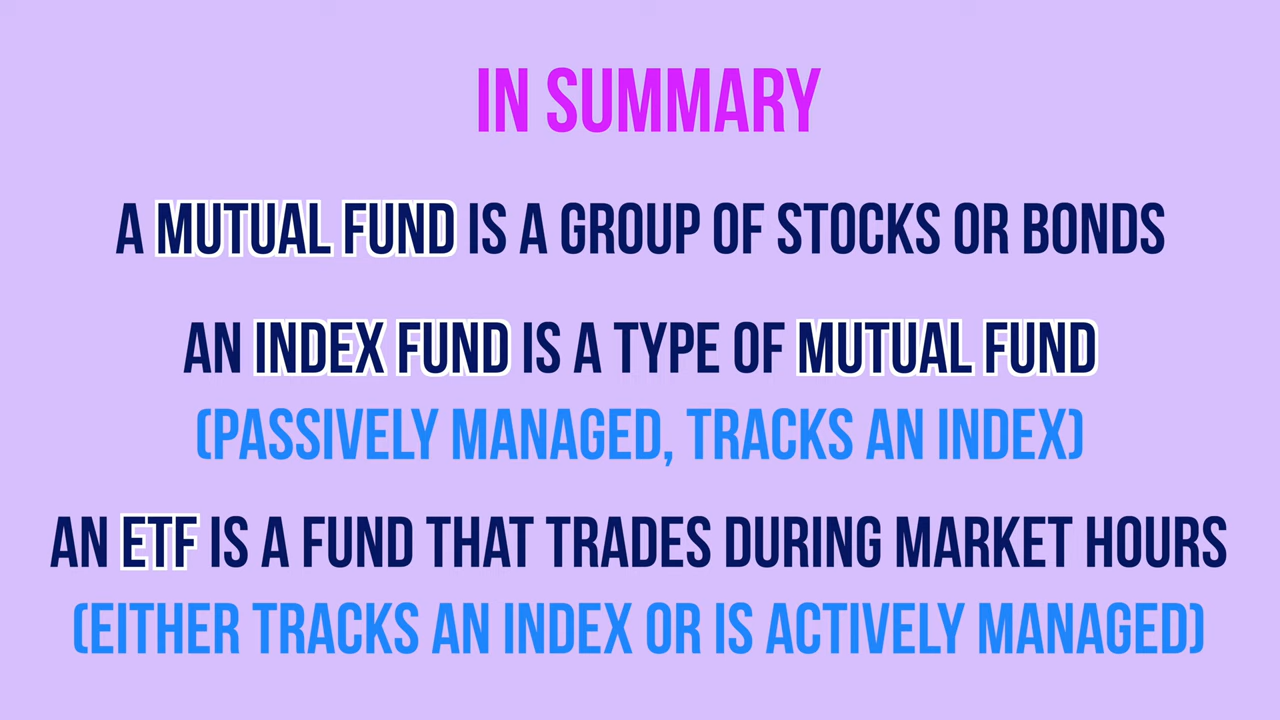 IN SUMMARY
A MUTUAL FUND IS A GROUP OF STOCKS OR BONDS
AN INDEX FUND IS A TYPE OF MUTUAL FUND
(PASSIVELY MANAGED, TRACKS AN INDEX)
AN ETF IS A FUND THAT TRADES DURING MARKET HOURS
(EITHER TRACKS AN INDEX OR IS ACTIVELY MANAGED)